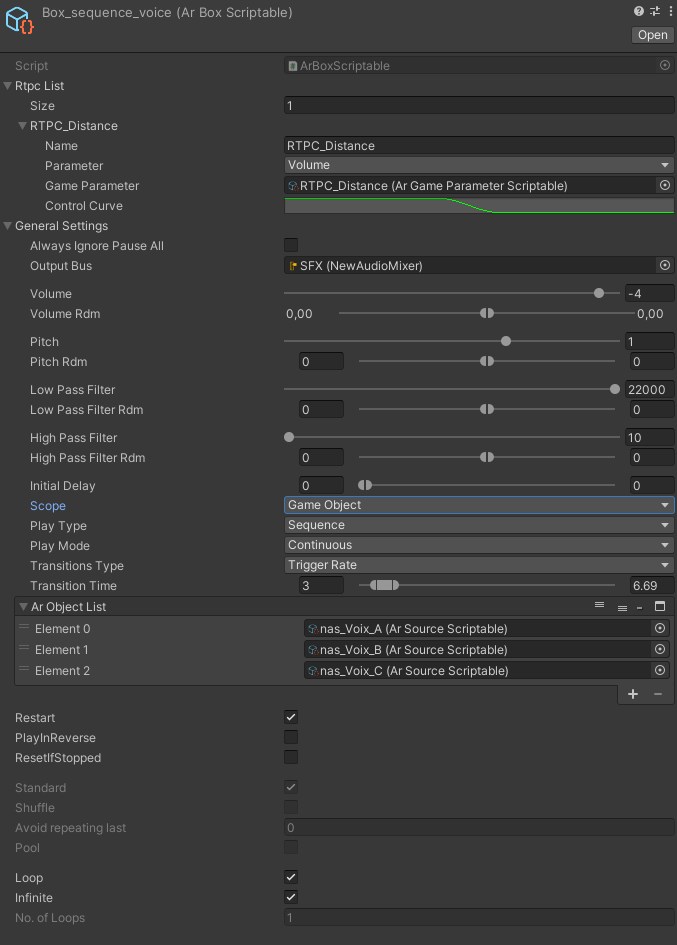 Box_sequence_voice (Ar Box Scriptable)
Open
Script ArBoxScriptable
Rtpc List
Size 1
RTPC_Distance
Name RTPC_Distance
Parameter Volume
Game Parameter RTPC_Distance (Ar Game Parameter Scriptable)
Control Curve
General Settings
Always Ignore Pause All
Output Bus SFX (NewAudioMixer)
Volume -4
Volume Rdm 0,00 0,00
Pitch 1
Pitch Rdm 0 0
Low Pass Filter 22000
Low Pass Filter Rdm 0 0
High Pass Filter 10
High Pass Filter Rdm 0 0
Initial Delay 0 0
Scope Game Object
Play Type Sequence
Play Mode Continuous
Transitions Type Trigger Rate
Transition Time 3 6.69
Ar Object List
Element 0 nas_Voix_A (Ar Source Scriptable)
Element 1 nas_Voix_B (Ar Source Scriptable)
Element 2 nas_Voix_C (Ar Source Scriptable)
Restart
PlayInReverse
ResetIfStopped
Standard
Shuffle
Avoid repeating last 0
Pool
Loop
Infinite
No. of Loops 1